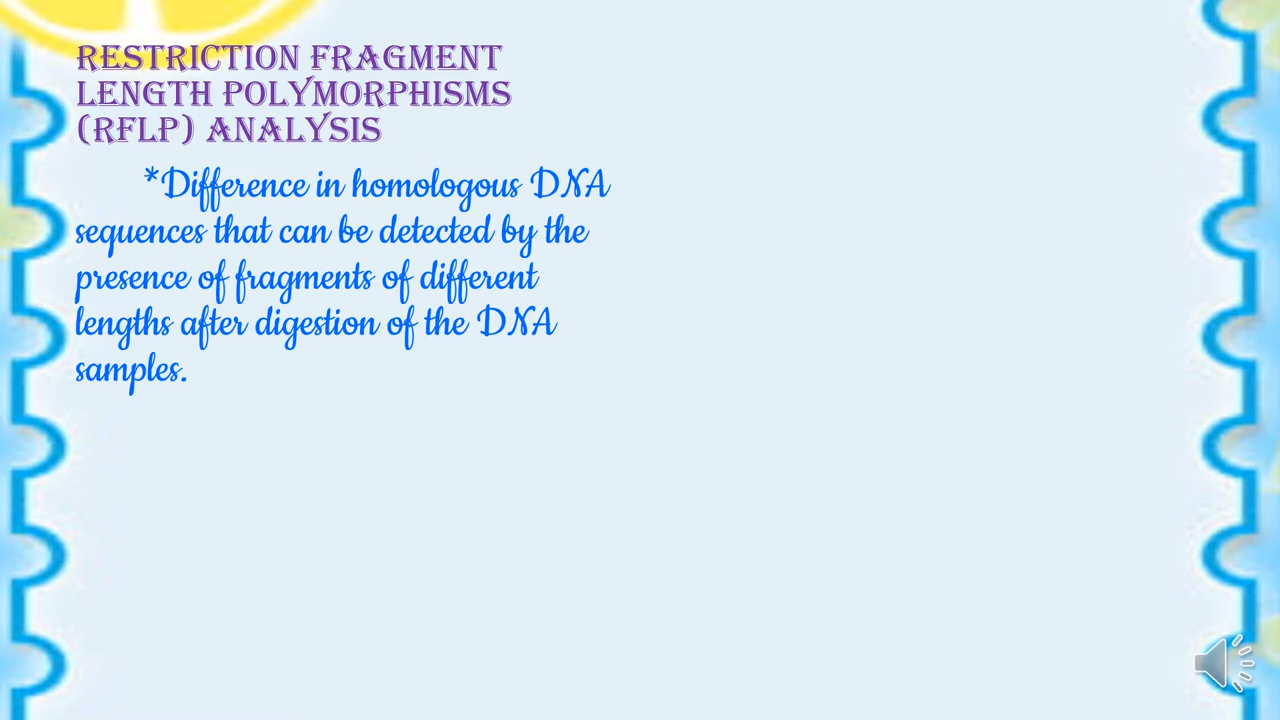 RESTRICTION FRAGMENT
LENGTH POLYMORPHISMS
(RFLP) ANALYSIS
*Difference in homologous DNA
sequences that can be detected by the
presence of fragments of different
lengths after digestion of the DNA
samples.